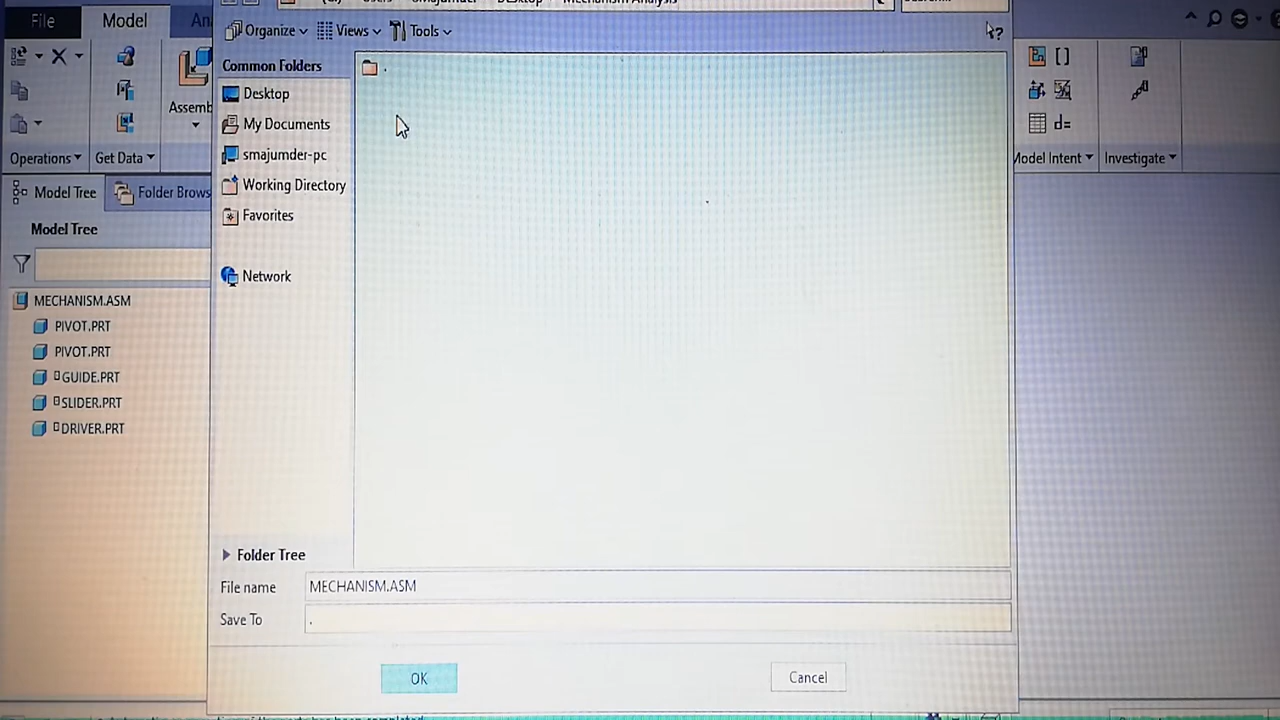 File
Model
Organize
Views
Tools
Common Folders
Desktop
My Documents
smajumder-pc
Working Directory
Favorites
Network
Operations
Get Data
Model Intent
Investigate
d=
Model Tree
Folder Brows
Model Tree
MECHANISM.ASM
PIVOT.PRT
PIVOT.PRT
GUIDE.PRT
SLIDER.PRT
DRIVER.PRT
Folder Tree
File name
MECHANISM.ASM
Save To
.
OK
Cancel